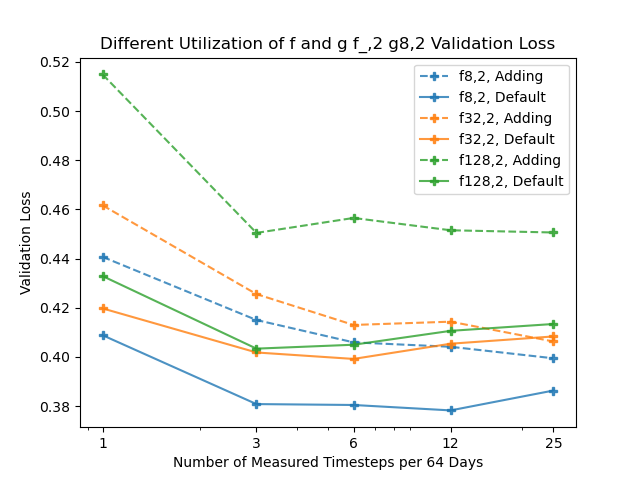 Different Utilization of f and g f_,2 g8,2 Validation Loss
0.52
0.50
0.48
0.46
0.44
0.42
0.40
0.38
Validation Loss
f8,2, Adding
f8,2, Default
f32,2, Adding
f32,2, Default
f128,2, Adding
f128,2, Default
1 3 6 12 25
Number of Measured Timesteps per 64 Days